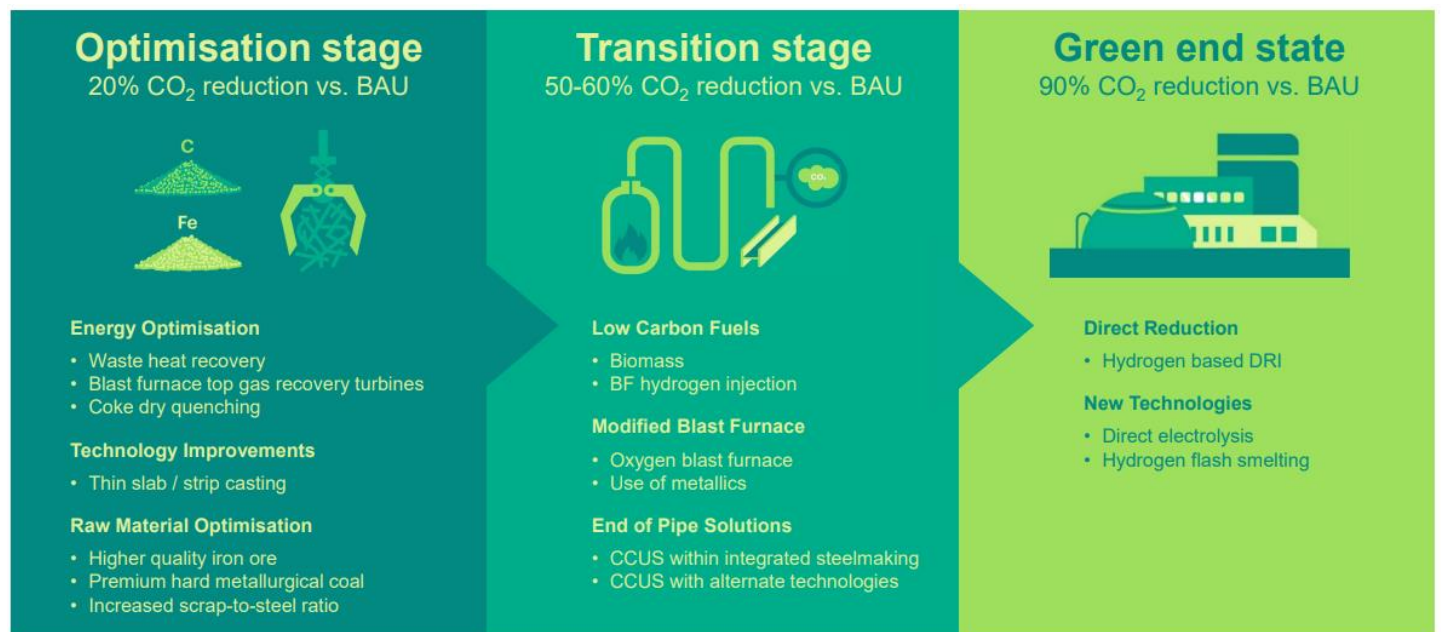 Optimisation stage
20% CO₂ reduction vs. BAU
C
Fe
Energy Optimisation
• Waste heat recovery
• Blast furnace top gas recovery turbines
• Coke dry quenching
Technology Improvements
• Thin slab / strip casting
Raw Material Optimisation
• Higher quality iron ore
• Premium hard metallurgical coal
• Increased scrap-to-steel ratio
Transition stage
50-60% CO₂ reduction vs. BAU
CO₂
Low Carbon Fuels
• Biomass
• BF hydrogen injection
Modified Blast Furnace
• Oxygen blast furnace
• Use of metallics
End of Pipe Solutions
• CCUS within integrated steelmaking
• CCUS with alternate technologies
Green end state
90% CO₂ reduction vs. BAU
Direct Reduction
• Hydrogen based DRI
New Technologies
• Direct electrolysis
• Hydrogen flash smelting